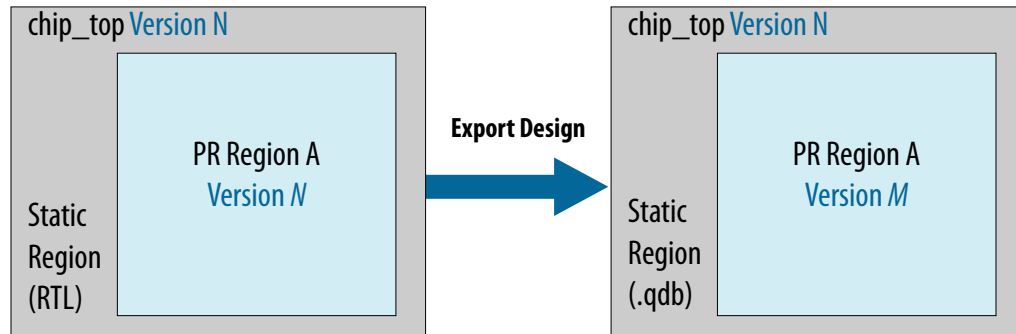 chip_top Version N
PR Region A
Version N
Static
Region
(RTL)
Export Design
chip_top Version N
PR Region A
Version M
Static
Region
(.qdb)